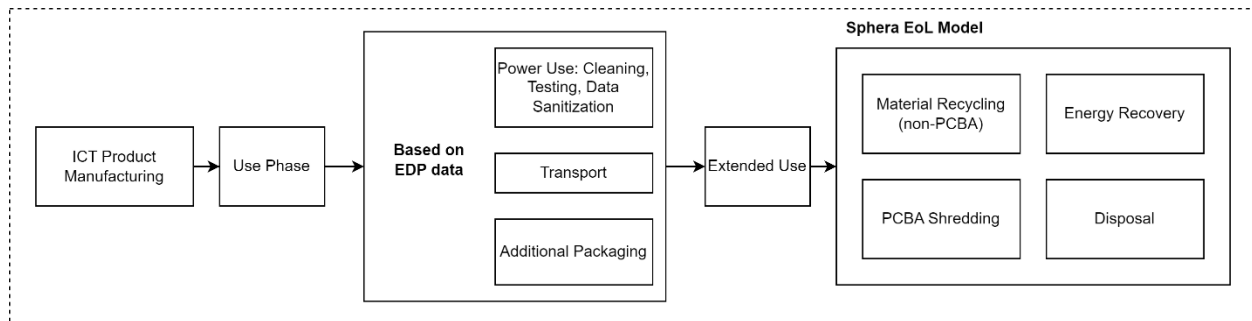 Sphera EoL Model
ICT Product
Manufacturing
Use Phase
Based on
EDP data
Power Use: Cleaning,
Testing, Data
Sanitization
Transport
Additional Packaging
Extended Use
Material Recycling
(non-PCBA)
Energy Recovery
PCBA Shredding
Disposal